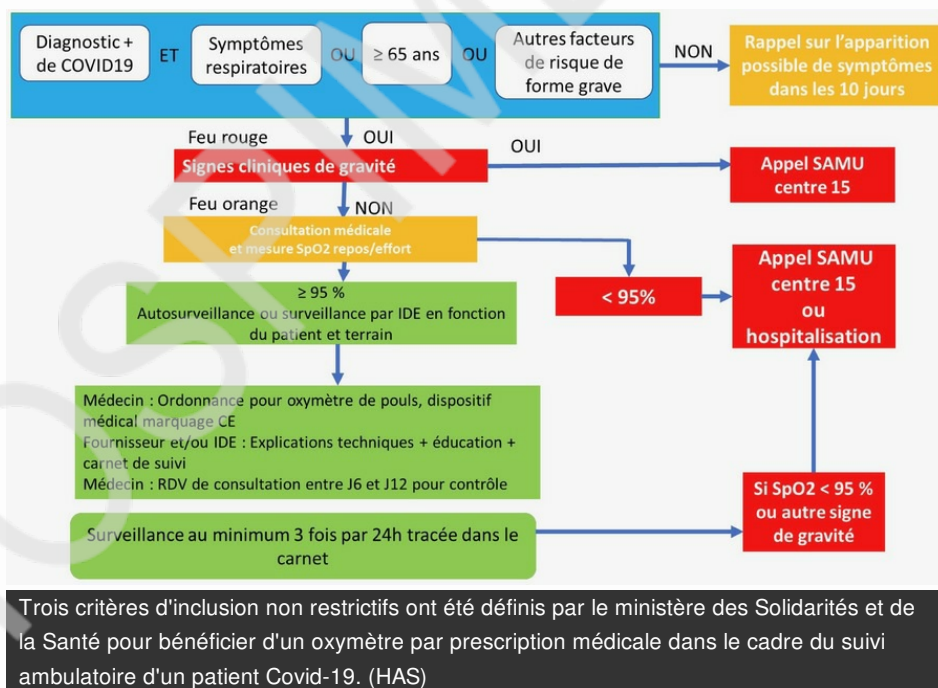 Diagnostic +
de COVID19
ET
Symptômes
respiratoires
OU
≥ 65 ans
OU
Autres facteurs
de risque de
forme grave
NON
Rappel sur l'apparition
possible de symptômes
dans les 10 jours
Feu rouge
OUI
Signes cliniques de gravité
OUI
Appel SAMU
centre 15
Feu orange
NON
Consultation médicale
et mesure SpO2 repos/effort
< 95%
Appel SAMU
centre 15
ou
hospitalisation
≥ 95 %
Autosurveillance ou surveillance par IDE en fonction
du patient et terrain
Médecin : Ordonnance pour oxymètre de pouls, dispositif
médical marquage CE
Fournisseur et/ou IDE : Explications techniques + éducation +
carnet de suivi
Médecin: RDV de consultation entre J6 et J12 pour contrôle
Surveillance au minimum 3 fois par 24h tracée dans le
carnet
Si SpO2 < 95 %
ou autre signe
de gravité
Trois critères d'inclusion non restrictifs ont été définis par le ministère des Solidarités et de
la Santé pour bénéficier d'un oxymètre par prescription médicale dans le cadre du suivi
ambulatoire d'un patient Covid-19. (HAS)